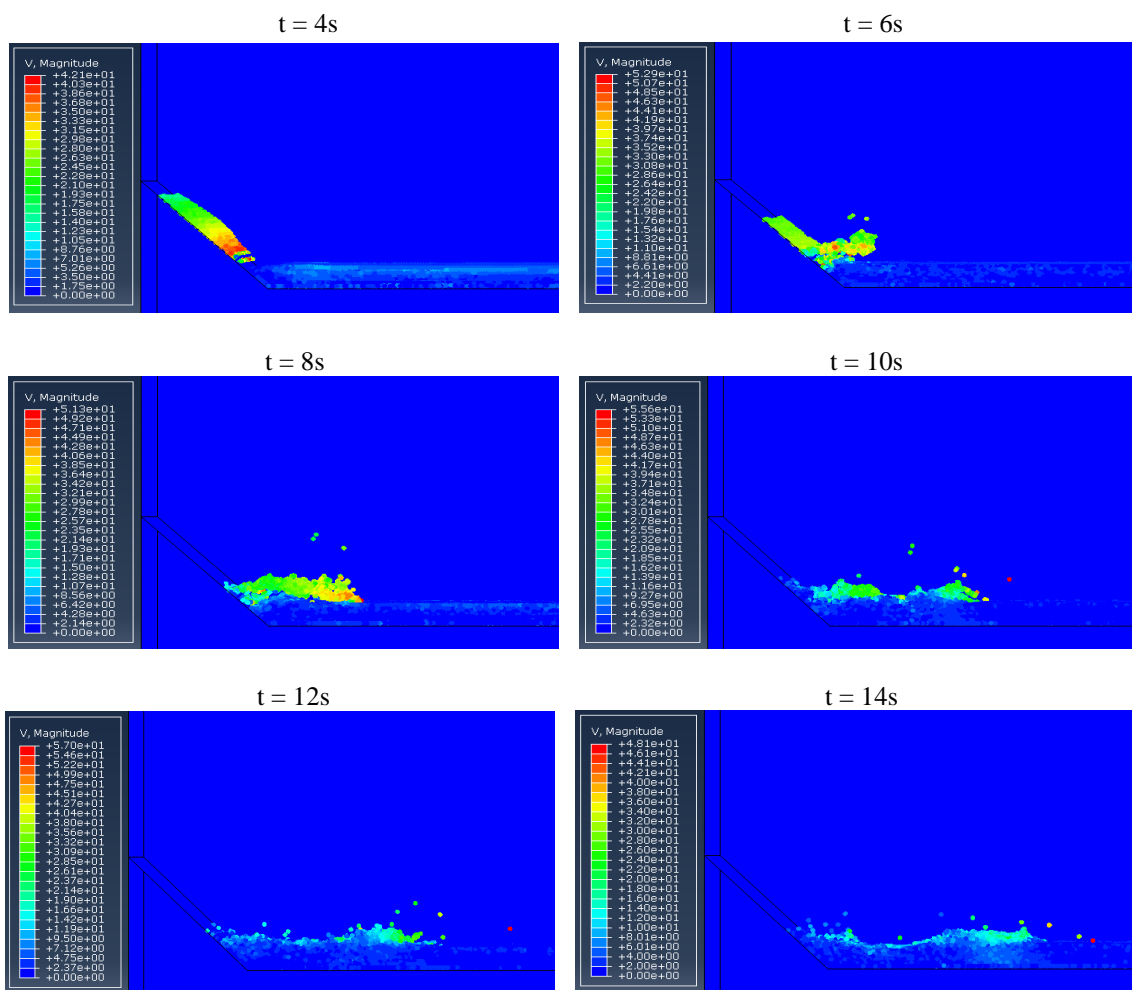 t = 4s
V, Magnitude
+4.21e+01
+4.03e+01
+3.86e+01
+3.68e+01
+3.50e+01
+3.33e+01
+3.15e+01
+2.98e+01
+2.80e+01
+2.63e+01
+2.45e+01
+2.28e+01
+2.10e+01
+1.93e+01
+1.75e+01
+1.58e+01
+1.40e+01
+1.23e+01
+1.05e+01
+8.76e+00
+7.01e+00
+5.26e+00
+3.50e+00
+1.75e+00
+0.00e+00
t = 6s
V, Magnitude
+5.29e+01
+5.07e+01
+4.85e+01
+4.63e+01
+4.41e+01
+4.19e+01
+3.97e+01
+3.74e+01
+3.52e+01
+3.30e+01
+3.08e+01
+2.86e+01
+2.64e+01
+2.42e+01
+2.20e+01
+1.98e+01
+1.76e+01
+1.54e+01
+1.32e+01
+1.10e+01
+8.81e+00
+6.61e+00
+4.41e+00
+2.20e+00
+0.00e+00
t = 8s
V, Magnitude
+5.13e+01
+4.92e+01
+4.71e+01
+4.49e+01
+4.28e+01
+4.06e+01
+3.85e+01
+3.64e+01
+3.42e+01
+3.21e+01
+2.99e+01
+2.78e+01
+2.57e+01
+2.35e+01
+2.14e+01
+1.93e+01
+1.71e+01
+1.50e+01
+1.28e+01
+1.07e+01
+8.56e+00
+6.42e+00
+4.28e+00
+2.14e+00
+0.00e+00
t = 10s
V, Magnitude
+5.56e+01
+5.33e+01
+5.10e+01
+4.87e+01
+4.63e+01
+4.40e+01
+4.17e+01
+3.94e+01
+3.71e+01
+3.48e+01
+3.24e+01
+3.01e+01
+2.78e+01
+2.55e+01
+2.32e+01
+2.09e+01
+1.85e+01
+1.62e+01
+1.39e+01
+1.16e+01
+9.27e+00
+6.95e+00
+4.63e+00
+2.32e+00
+0.00e+00
t = 12s
V, Magnitude
+5.70e+01
+5.46e+01
+5.22e+01
+4.99e+01
+4.75e+01
+4.51e+01
+4.27e+01
+4.04e+01
+3.80e+01
+3.56e+01
+3.32e+01
+3.09e+01
+2.85e+01
+2.61e+01
+2.37e+01
+2.14e+01
+1.90e+01
+1.66e+01
+1.42e+01
+1.19e+01
+9.50e+00
+7.12e+00
+4.75e+00
+2.37e+00
+0.00e+00
t = 14s
V, Magnitude
+4.81e+01
+4.61e+01
+4.41e+01
+4.21e+01
+4.00e+01
+3.80e+01
+3.60e+01
+3.40e+01
+3.20e+01
+3.00e+01
+2.80e+01
+2.60e+01
+2.40e+01
+2.20e+01
+2.00e+01
+1.80e+01
+1.60e+01
+1.40e+01
+1.20e+01
+1.00e+01
+8.01e+00
+6.01e+00
+4.00e+00
+2.00e+00
+0.00e+00